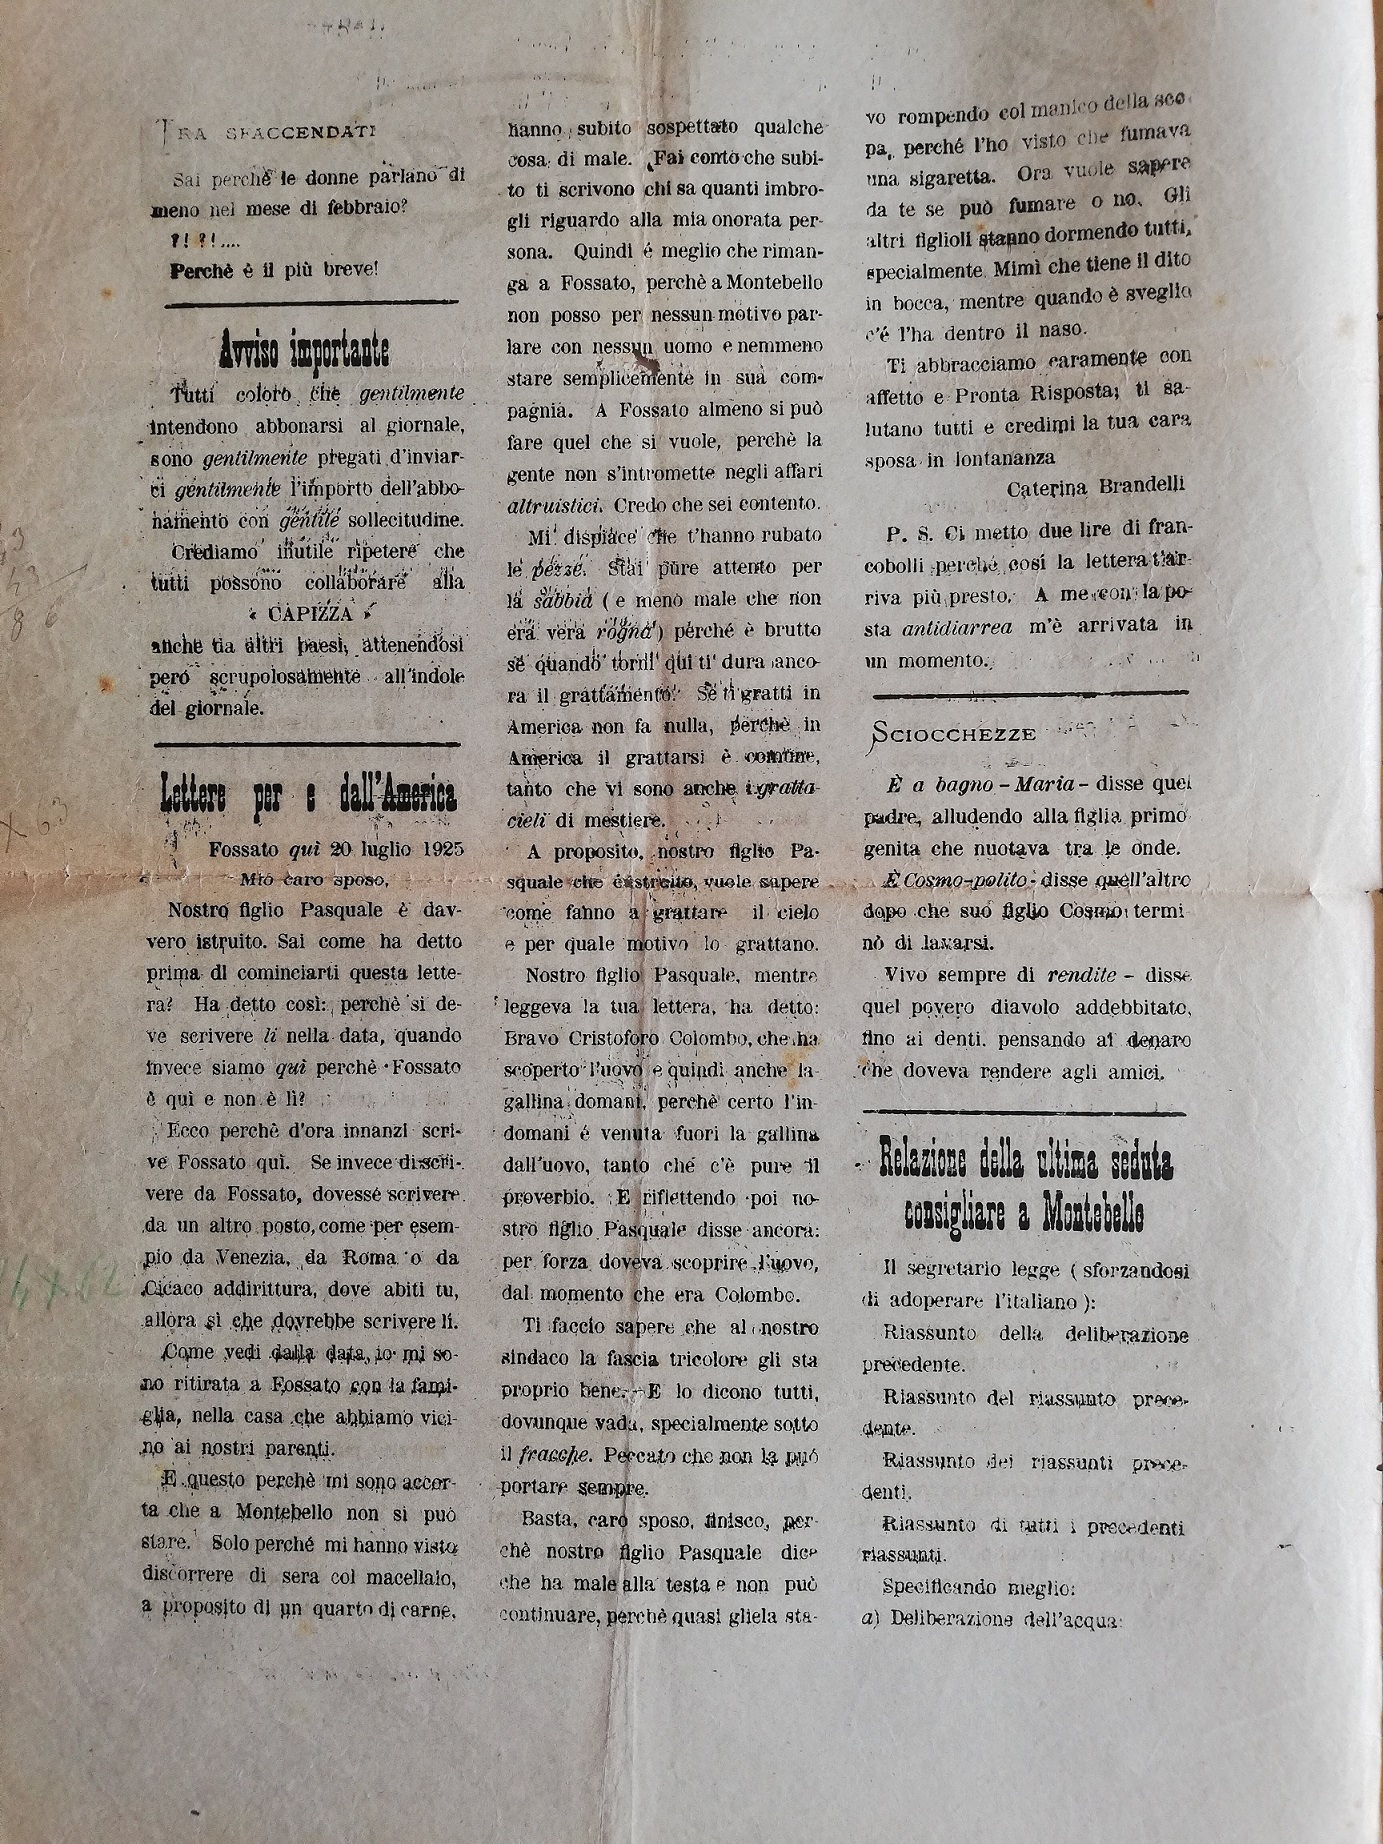 TRA SFACCENDATI
Sai perchè le donne parlano di
meno nel mese di febbraio?
?! ?!....
Perchè è il più breve!
Avviso importante
Tutti coloro che gentilmente
intendono abbonarsi al giornale,
sono gentilmente pregati d'inviar-
ci gentilmente l'importo dell'abbo-
namento con gentile sollecitudine.
Crediamo inutile ripetere che
tutti possono collaborare alla
« CAPIZZA »
anche da altri paesi, attenendosi
però scrupolosamente all'indole
del giornale.
Lettere per e dall'America
Fossato quì 20 luglio 1925
Mio caro sposo,
Nostro figlio Pasquale è dav-
vero istruito. Sai come ha detto
prima di cominciarti questa lette-
ra? Ha detto così: perchè si de-
ve scrivere lì nella data, quando
invece siamo quì perchè Fossato
è quì e non è lì?
Ecco perchè d'ora innanzi scri-
ve Fossato quì. Se invece di scri-
vere da Fossato, dovesse scrivere
da un altro posto, come per esem-
pio da Venezia, da Roma o da
Cicaco addirittura, dove abiti tu,
allora sì che dovrebbe scrivere lì.
Come vedi dalla data, io mi so-
no ritirata a Fossato con la fami-
glia, nella casa che abbiamo vici-
no ai nostri parenti.
E questo perchè mi sono accor-
ta che a Montebello non si può
stare. Solo perché mi hanno visto
discorrere di sera col macellaio,
a proposito di un quarto di carne,
hanno subito sospettato qualche
cosa di male. Fai conto che subi-
to ti scrivono chi sa quanti imbro-
gli riguardo alla mia onorata per-
sona. Quindi é meglio che riman-
ga a Fossato, perchè a Montebello
non posso per nessun motivo par-
lare con nessun uomo e nemmeno
stare semplicemente in sua com-
pagnia. A Fossato almeno si può
fare quel che si vuole, perchè la
gente non s'intromette negli affari
altruistici. Credo che sei contento.
Mi dispiace che t'hanno rubato
le pezze. Stai pure attento per
la sabbia ( e meno male che non
era vera rogna ) perché è brutto
se quando torni qui ti dura anco-
ra il grattamento! Se ti gratti in
America non fa nulla, perchè in
America il grattarsi è comune,
tanto che vi sono anche i gratta-
cieli di mestiere.
A proposito, nostro figlio Pa-
squale che è istruito, vuole sapere
come fanno a grattare il cielo
e per quale motivo lo grattano.
Nostro figlio Pasquale, mentre
leggeva la tua lettera, ha detto:
Bravo Cristoforo Colombo, che ha
scoperto l'uovo e quindi anche la
gallina domani, perchè certo l'in-
domani é venuta fuori la gallina
dall'uovo, tanto ché c'è pure il
proverbio. E riflettendo poi no-
stro figlio Pasquale disse ancora:
per forza doveva scoprire l'uovo,
dal momento che era Colombo.
Ti faccio sapere che al nostro
sindaco la fascia tricolore gli sta
proprio bene. - E lo dicono tutti,
dovunque vada, specialmente sotto
il fracche. Peccato che non la può
portare sempre.
Basta, caro sposo, finisco, per-
chè nostro figlio Pasquale dice
che ha male alla testa e non può
continuare, perchè quasi gliela sta-
vo rompendo col manico della sco-
pa, perché l'ho visto che fumava
una sigaretta. Ora vuole sapere
da te se può fumare o no. Gli
altri figlioli stanno dormendo tutti,
specialmente Mimì che tiene il dito
in bocca, mentre quando è sveglio
c'é l'ha dentro il naso.
Ti abbracciamo caramente con
affetto e Pronta Risposta; ti sa-
lutano tutti e credimi la tua cara
sposa in lontananza
Caterina Brandelli
P. S. Ci metto due lire di fran-
cobolli perché così la lettera t'ar-
riva più presto. A me con la po-
sta antidiarrea m'è arrivata in
un momento.
SCIOCCHEZZE
È a bagno - Maria - disse quel
padre, alludendo alla figlia primo
genita che nuotava tra le onde.
È Cosmo-polito - disse quell'altro
dopo che suo figlio Cosmo termi
nò di lavarsi.
Vivo sempre di rendite - disse
quel povero diavolo addebbitato,
fino ai denti. pensando al denaro
che doveva rendere agli amici.
Relazione della ultima seduta
consigliare a Montebello
Il segretario legge ( sforzandosi
di adoperare l'italiano ):
Riassunto della deliberazione
precedente.
Riassunto del riassunto prece-
dente.
Riassunto dei riassunti prece-
denti.
Riassunto di tutti i precedenti
riassunti.
Specificando meglio:
a) Deliberazione dell'acqua: